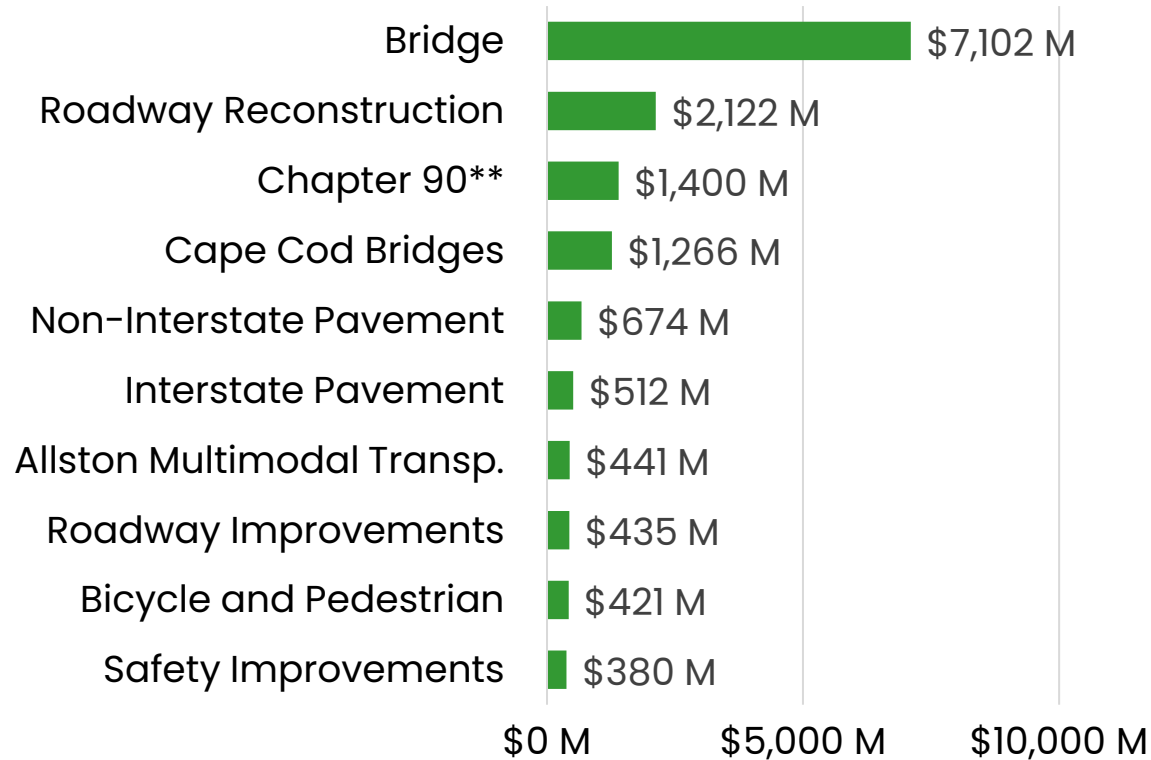 Bridge $7,102 M
Roadway Reconstruction $2,122 M
Chapter 90** $1,400 M
Cape Cod Bridges $1,266 M
Non-Interstate Pavement $674 M
Interstate Pavement $512 M
Allston Multimodal Transp. $441 M
Roadway Improvements $435 M
Bicycle and Pedestrian $421 M
Safety Improvements $380 M
$0 M $5,000 M $10,000 M